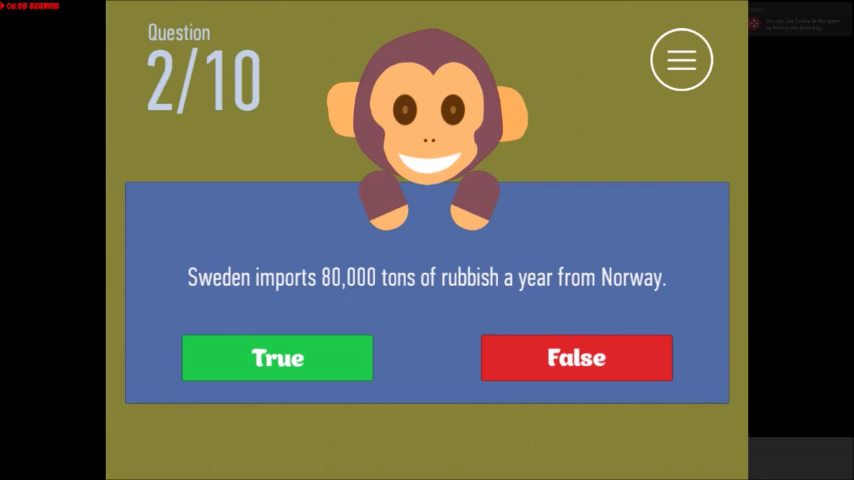 Question
2/10
Sweden imports 80,000 tons of rubbish a year from Norway.
True
False